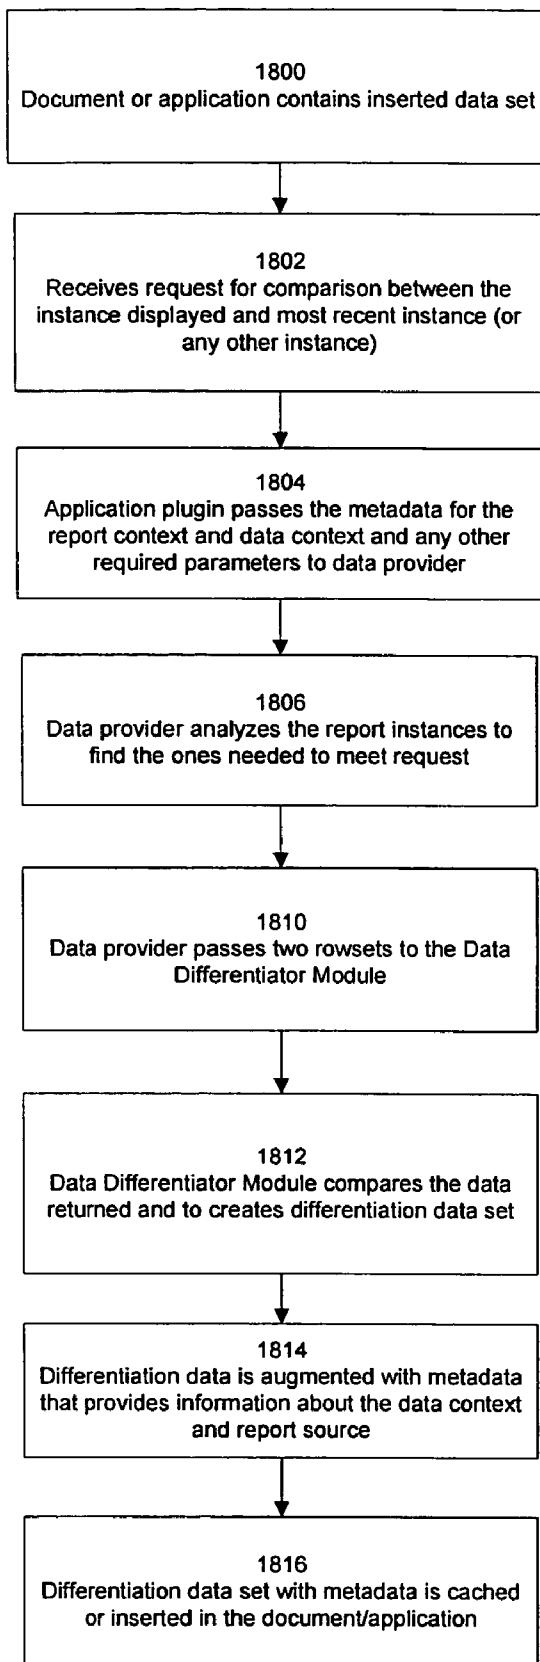 1800
Document or application contains inserted data set
1802
Receives request for comparison between the
instance displayed and most recent instance (or
any other instance)
1804
Application plugin passes the metadata for the
report context and data context and any other
required parameters to data provider
1806
Data provider analyzes the report instances to
find the ones needed to meet request
1810
Data provider passes two rowsets to the Data
Differentiator Module
1812
Data Differentiator Module compares the data
returned and to creates differentiation data set
1814
Differentiation data is augmented with metadata
that provides information about the data context
and report source
1816
Differentiation data set with metadata is cached
or inserted in the document/application